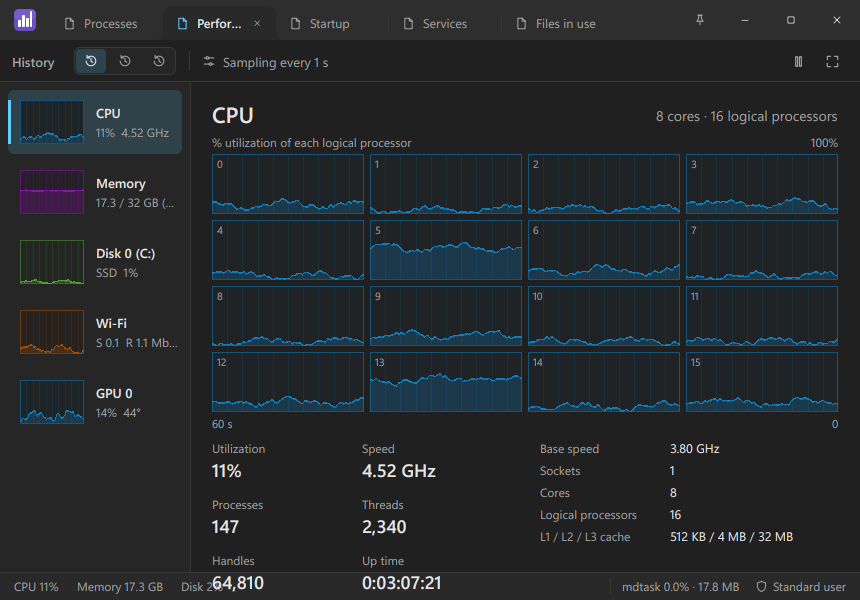 Processes
Perfor...
Startup
Services
Files in use
History
Sampling every 1 s
CPU
11% 4.52 GHz
Memory
17.3 / 32 GB (...
Disk 0 (C:)
SSD 1%
Wi-Fi
S 0.1 R 1.1 Mb...
GPU 0
14% 44°
CPU
8 cores · 16 logical processors
% utilization of each logical processor
100%
0
1
2
3
4
5
6
7
8
9
10
11
12
13
14
15
60 s
0
Utilization
11%
Speed
4.52 GHz
Processes
147
Threads
2,340
Handles
64,810
Up time
0:03:07:21
Base speed
3.80 GHz
Sockets
1
Cores
8
Logical processors
16
L1 / L2 / L3 cache
512 KB / 4 MB / 32 MB
CPU 11%
Memory 17.3 GB
Disk
mdtask 0.0% · 17.8 MB
Standard user